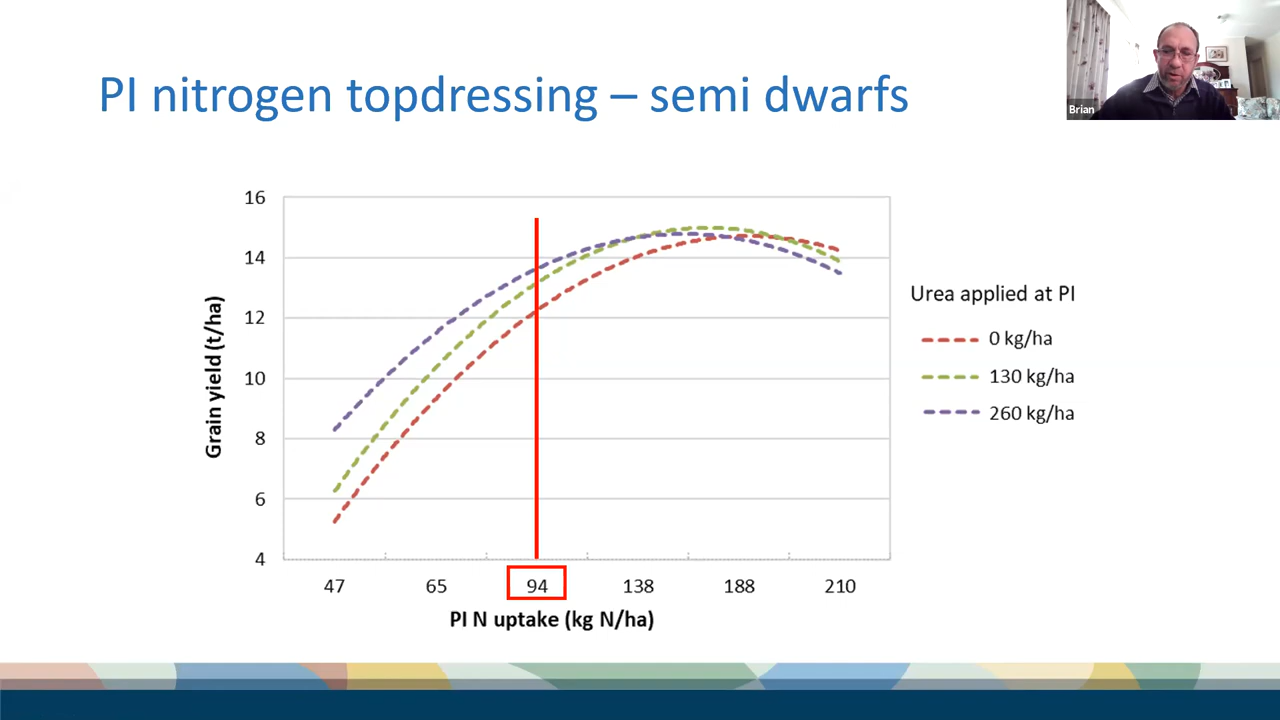 PI nitrogen topdressing – semi dwarfs
Brian
16
14
12
10
8
6
4
Grain yield (t/ha)
47 65 94 138 188 210
PI N uptake (kg N/ha)
Urea applied at PI
0 kg/ha
130 kg/ha
260 kg/ha